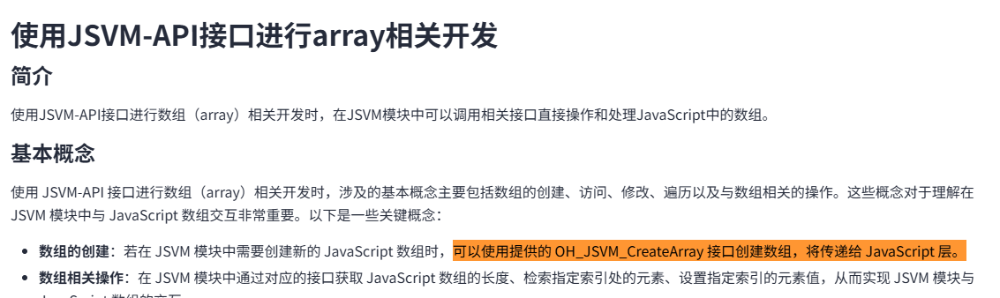 使用JSVM-API接口进行array相关开发
简介
使用JSVM-API接口进行数组（array）相关开发时，在JSVM模块中可以调用相关接口直接操作和处理JavaScript中的数组。
基本概念
使用 JSVM-API 接口进行数组（array）相关开发时，涉及的基本概念主要包括数组的创建、访问、修改、遍历以及与数组相关的操作。这些概念对于理解在
JSVM 模块中与 JavaScript 数组交互非常重要。以下是一些关键概念：
数组的创建：若在 JSVM 模块中需要创建新的 JavaScript 数组时，可以使用提供的 OH_JSVM_CreateArray 接口创建数组，将传递给 JavaScript 层。
数组相关操作：在 JSVM 模块中通过对应的接口获取 JavaScript 数组的长度、检索指定索引处的元素、设置指定索引的元素值，从而实现 JSVM 模块与